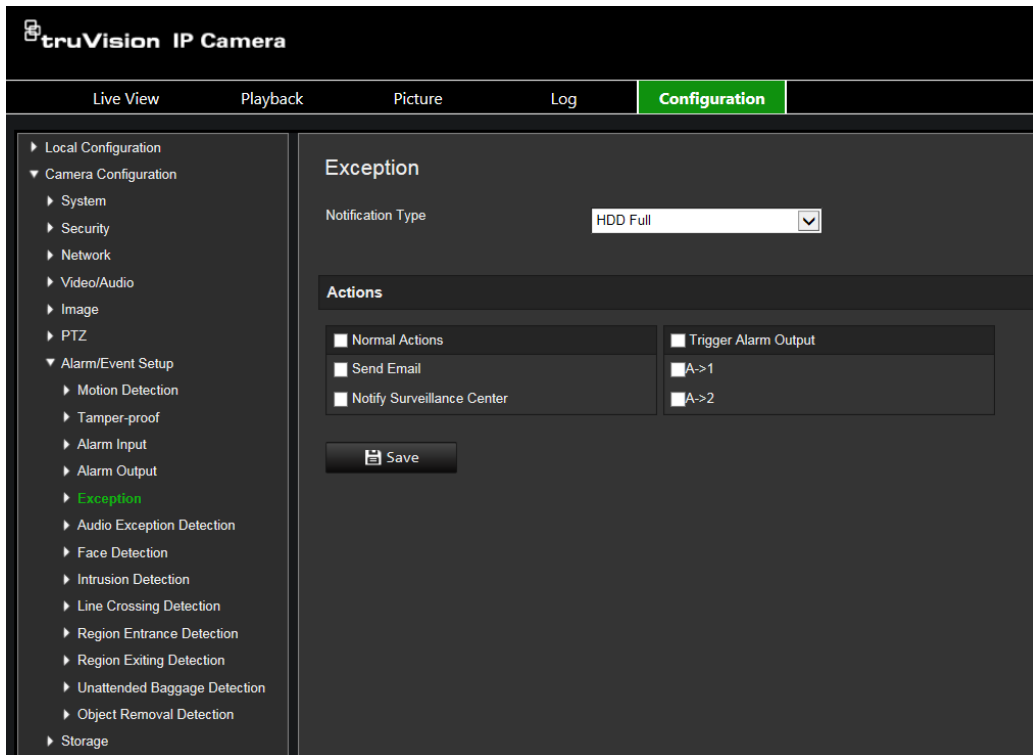 truVision IP Camera
Live View Playback Picture Log Configuration
Local Configuration
Camera Configuration
System
Security
Network
Video/Audio
Image
PTZ
Alarm/Event Setup
Motion Detection
Tamper-proof
Alarm Input
Alarm Output
Exception
Audio Exception Detection
Face Detection
Intrusion Detection
Line Crossing Detection
Region Entrance Detection
Region Exiting Detection
Unattended Baggage Detection
Object Removal Detection
Storage
Exception
Notification Type HDD Full
Actions
Normal Actions Trigger Alarm Output
Send Email A->1
Notify Surveillance Center A->2
Save